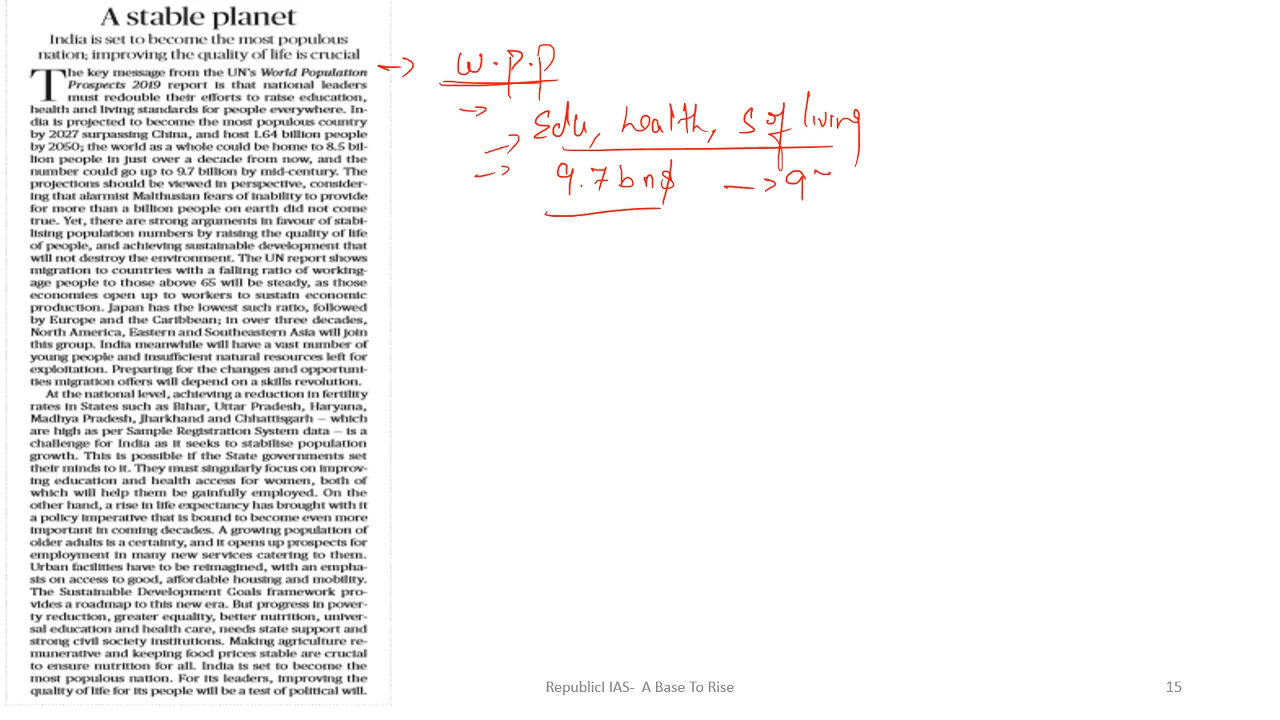 A stable planet
India is set to become the most populous
nation; improving the quality of life is crucial
The key message from the UN's World Population
Prospects 2019 report is that national leaders
must redouble their efforts to raise education,
health and living standards for people everywhere. In-
dia is projected to become the most populous country
by 2027 surpassing China, and host 1.64 billion people
by 2050; the world as a whole could be home to 8.5 bil-
lion people in just over a decade from now, and the
number could go up to 9.7 billion by mid-century. The
projections should be viewed in perspective, consider-
ing that alarmist Malthusian fears of inability to provide
for more than a billion people on earth did not come
true. Yet, there are strong arguments in favour of stabi-
lising population numbers by raising the quality of life
of people, and achieving sustainable development that
will not destroy the environment. The UN report shows
migration to countries with a falling ratio of working-
age people to those above 65 will be steady, as those
economies open up to workers to sustain economic
production. Japan has the lowest such ratio, followed
by Europe and the Caribbean; in over three decades,
North America, Eastern and Southeastern Asia will join
this group. India meanwhile will have a vast number of
young people and insufficient natural resources left for
exploitation. Preparing for the changes and opportuni-
ties migration offers will depend on a skills revolution.
At the national level, achieving a reduction in fertility
rates in States such as Bihar, Uttar Pradesh, Haryana,
Madhya Pradesh, Jharkhand and Chhattisgarh – which
are high as per Sample Registration System data – is a
challenge for India as it seeks to stabilise population
growth. This is possible if the State governments set
their minds to it. They must singularly focus on improv-
ing education and health access for women, both of
which will help them be gainfully employed. On the
other hand, a rise in life expectancy has brought with it
a policy imperative that is bound to become even more
important in coming decades. A growing population of
older adults is a certainty, and it opens up prospects for
employment in many new services catering to them.
Urban facilities have to be reimagined, with an empha-
sis on access to good, affordable housing and mobility.
The Sustainable Development Goals framework pro-
vides a roadmap to this new era. But progress in pover-
ty reduction, greater equality, better nutrition, univer-
sal education and health care, needs state support and
strong civil society institutions. Making agriculture re-
munerative and keeping food prices stable are crucial
to ensure nutrition for all. India is set to become the
most populous nation. For its leaders, improving the
quality of life for its people will be a test of political will.
W.P.P
Edu, health, S of living
9.7 bn
RepublicI IAS- A Base To Rise
15